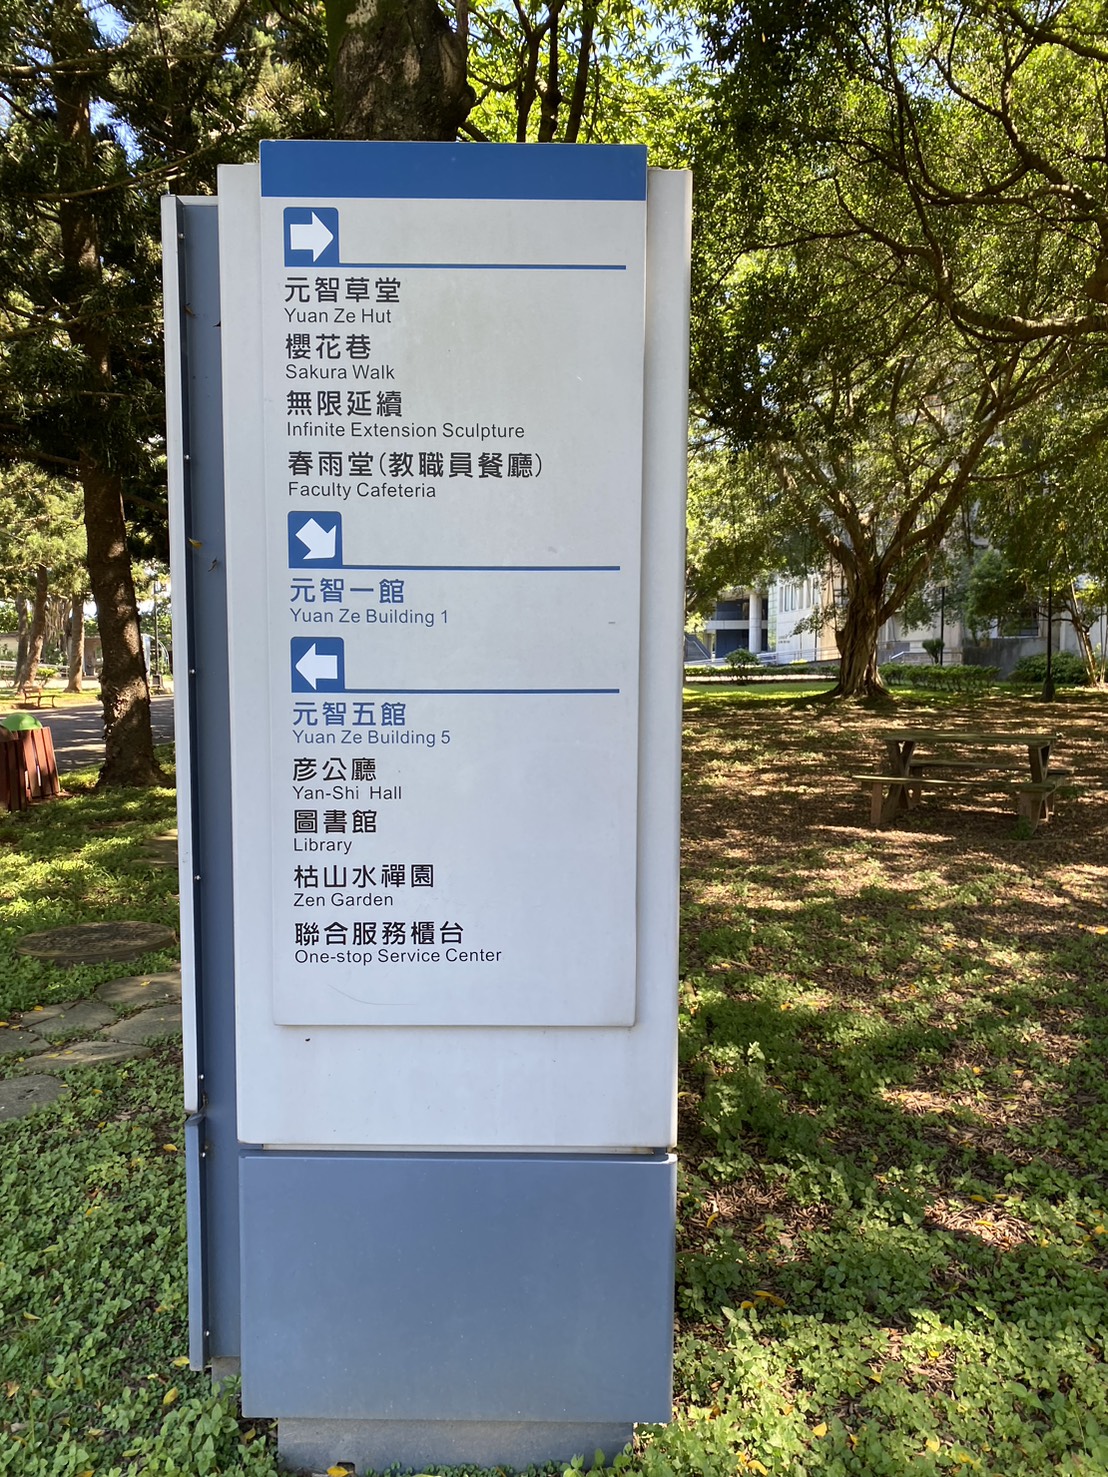 元智草堂
Yuan Ze Hut
櫻花巷
Sakura Walk
無限延續
Infinite Extension Sculpture
春雨堂(教職員餐廳)
Faculty Cafeteria
元智一館
Yuan Ze Building 1
元智五館
Yuan Ze Building 5
彥公廳
Yan-Shi Hall
圖書館
Library
枯山水禪園
Zen Garden
聯合服務櫃台
One-stop Service Center